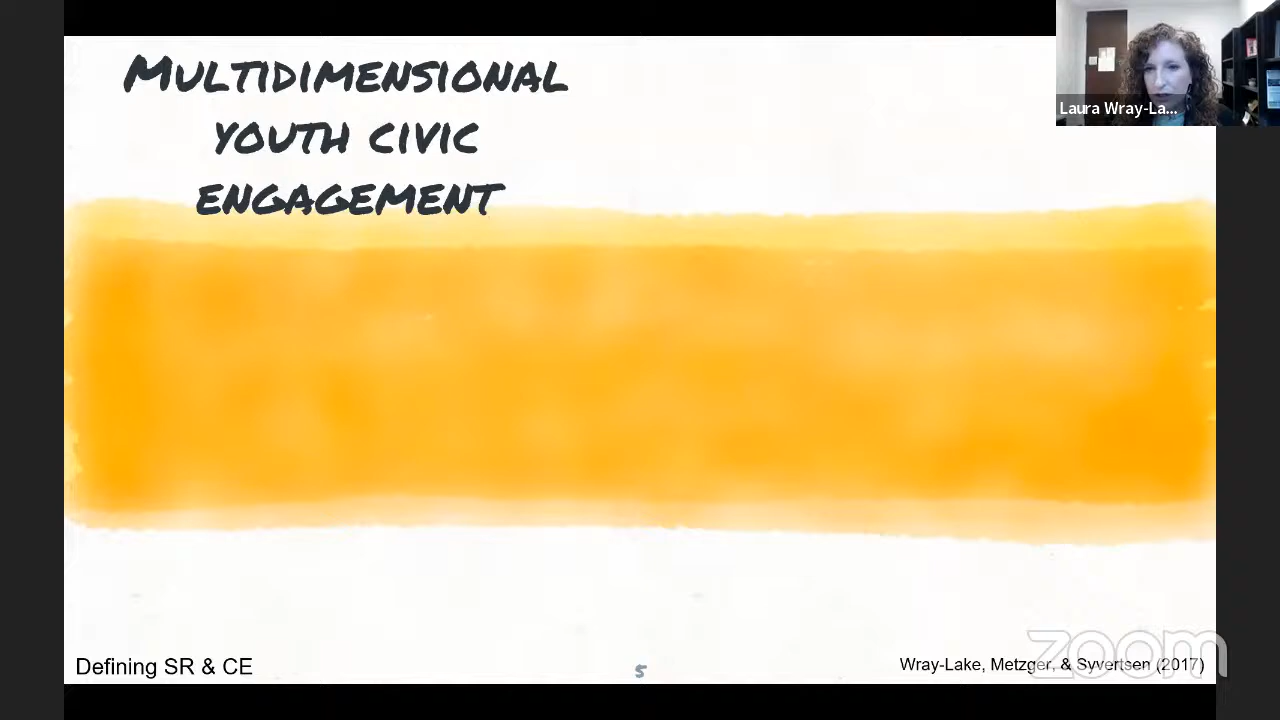 Multidimensional
youth civic
engagement
Laura Wray-La...
Defining SR & CE
5
Wray-Lake, Metzger, & Syvertsen (2017)
zoom